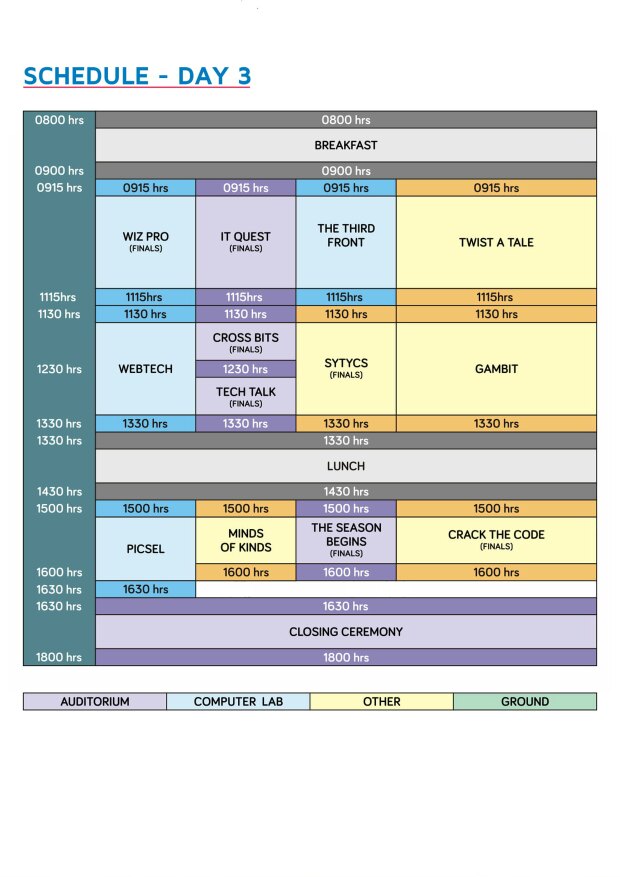 SCHEDULE - DAY 3
0800 hrs 0800 hrs
BREAKFAST
0900 hrs 0900 hrs
0915 hrs 0915 hrs 0915 hrs 0915 hrs 0915 hrs
WIZ PRO
(FINALS)
IT QUEST
(FINALS)
THE THIRD
FRONT
TWIST A TALE
1115hrs 1115hrs 1115hrs 1115hrs 1115hrs
1130 hrs 1130 hrs 1130 hrs 1130 hrs 1130 hrs
WEBTECH
CROSS BITS
(FINALS)
1230 hrs 1230 hrs
TECH TALK
(FINALS)
SYTYCS
(FINALS)
GAMBIT
1330 hrs 1330 hrs 1330 hrs 1330 hrs 1330 hrs
1330 hrs 1330 hrs
LUNCH
1430 hrs 1430 hrs
1500 hrs 1500 hrs 1500 hrs 1500 hrs 1500 hrs
PICSEL
MINDS
OF KINDS
THE SEASON
BEGINS
(FINALS)
CRACK THE CODE
(FINALS)
1600 hrs 1600 hrs 1600 hrs 1600 hrs
1630 hrs 1630 hrs
1630 hrs 1630 hrs
CLOSING CEREMONY
1800 hrs 1800 hrs
AUDITORIUM COMPUTER LAB OTHER GROUND